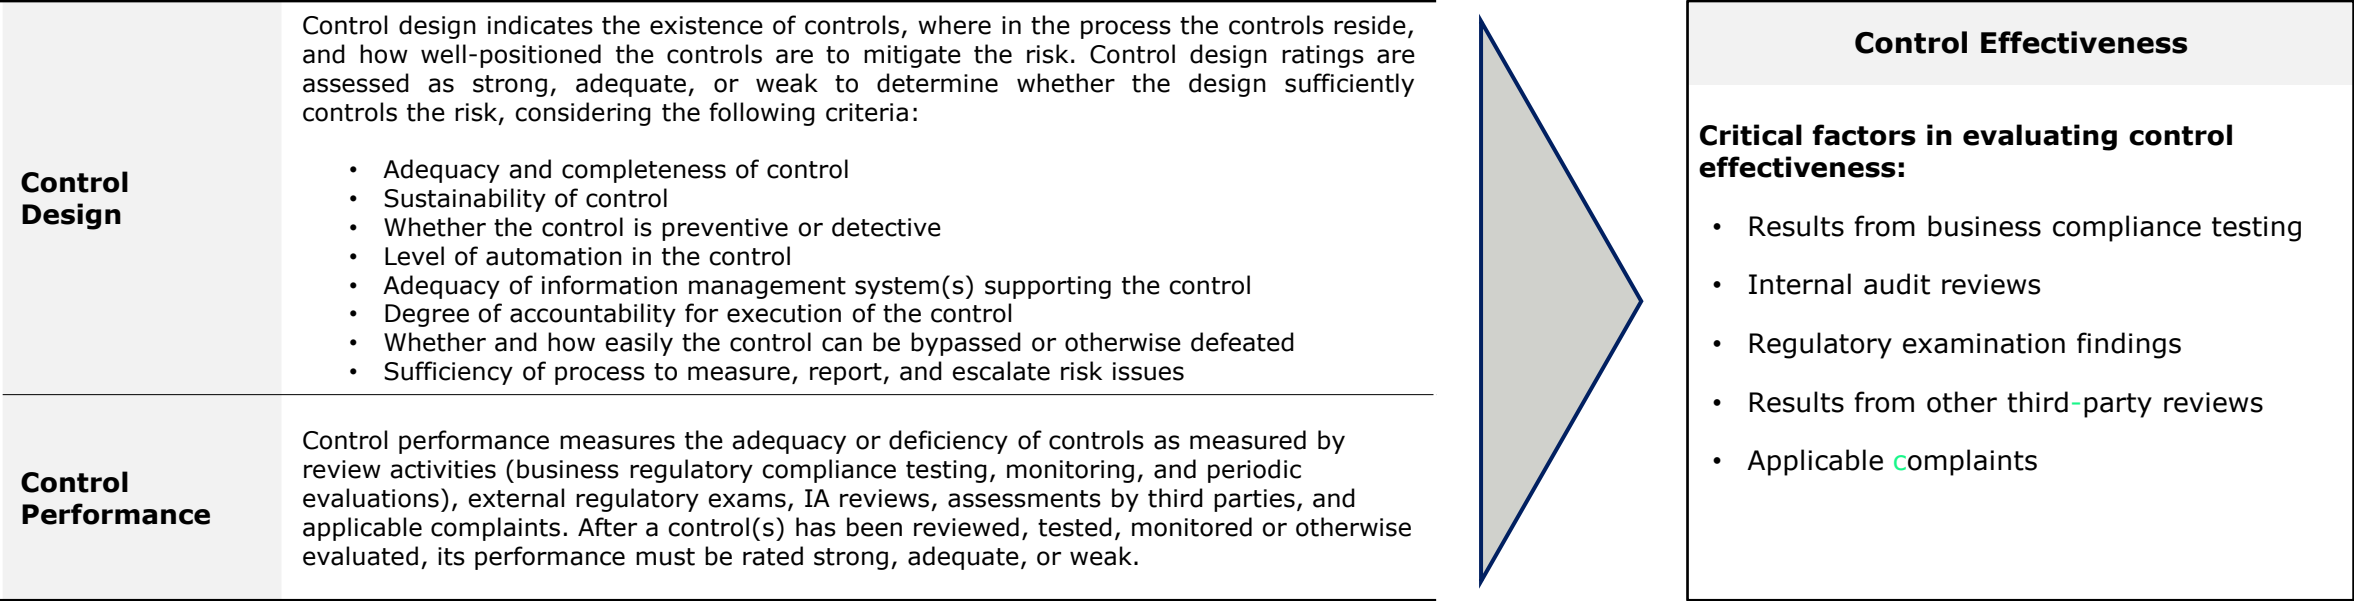 Control
Design
Control design indicates the existence of controls, where in the process the controls reside,
and how well-positioned the controls are to mitigate the risk. Control design ratings are
assessed as strong, adequate, or weak to determine whether the design sufficiently
controls the risk, considering the following criteria:
• Adequacy and completeness of control
• Sustainability of control
• Whether the control is preventive or detective
• Level of automation in the control
• Adequacy of information management system(s) supporting the control
• Degree of accountability for execution of the control
• Whether and how easily the control can be bypassed or otherwise defeated
• Sufficiency of process to measure, report, and escalate risk issues
Control
Performance
Control performance measures the adequacy or deficiency of controls as measured by
review activities (business regulatory compliance testing, monitoring, and periodic
evaluations), external regulatory exams, IA reviews, assessments by third parties, and
applicable complaints. After a control(s) has been reviewed, tested, monitored or otherwise
evaluated, its performance must be rated strong, adequate, or weak.
Control Effectiveness
Critical factors in evaluating control
effectiveness:
• Results from business compliance testing
• Internal audit reviews
• Regulatory examination findings
• Results from other third-party reviews
• Applicable complaints